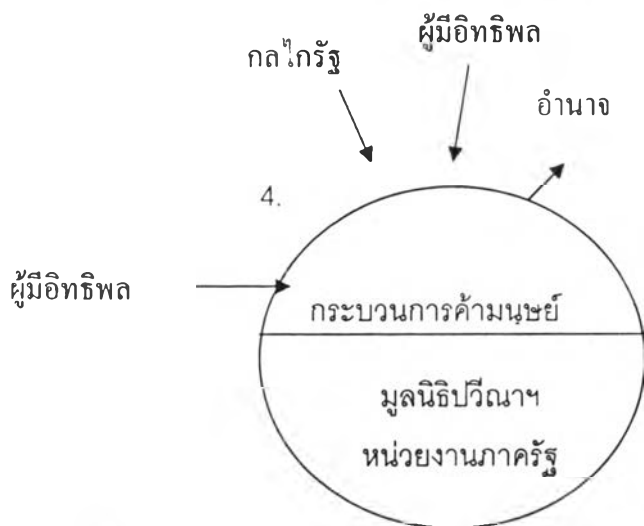 ผู้มีอิทธิพล
กลไกรัฐ
อำนาจ
4.
ผู้มีอิทธิพล
กระบวนการค้ามนุษย์
มูลนิธิปวีณาฯ
หน่วยงานภาครัฐ